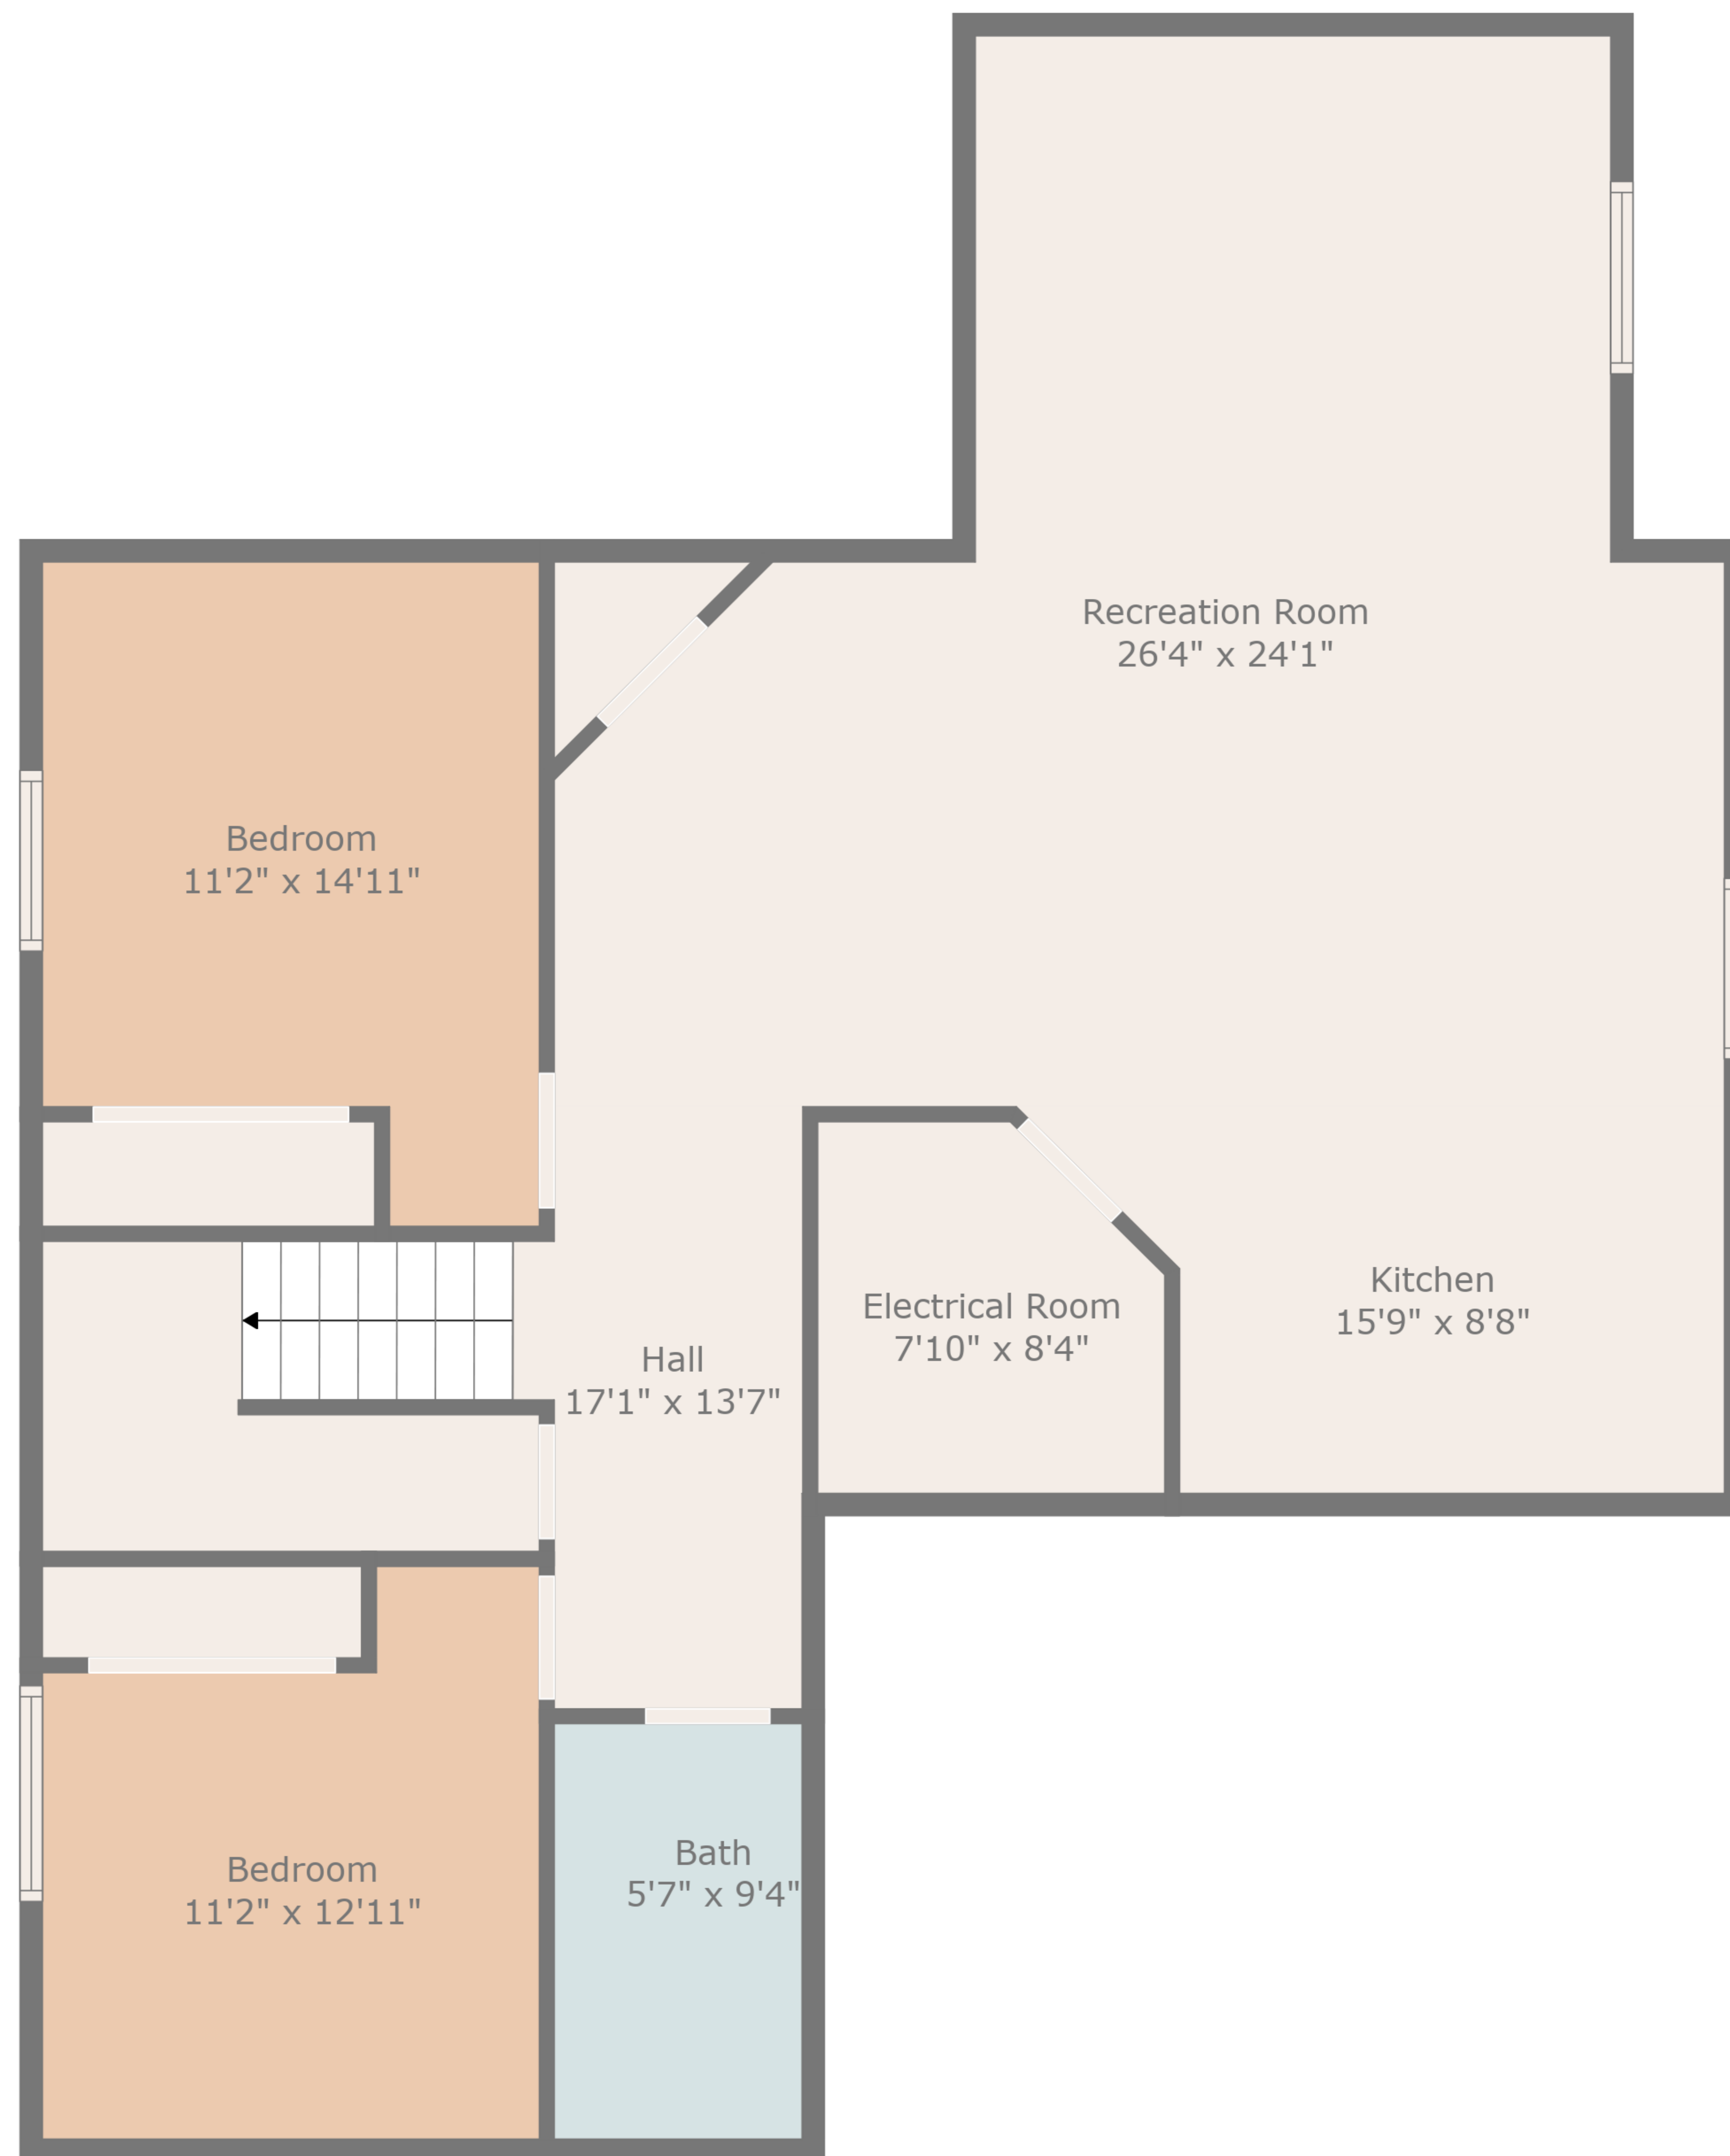 Recreation Room
26'4" x 24'1"
Bedroom
11'2" x 14'11"
Electrical Room
7'10" x 8'4"
Kitchen
15'9" x 8'8"
Hall
17'1" x 13'7"
Bath
5'7" x 9'4"
Bedroom
11'2" x 12'11"